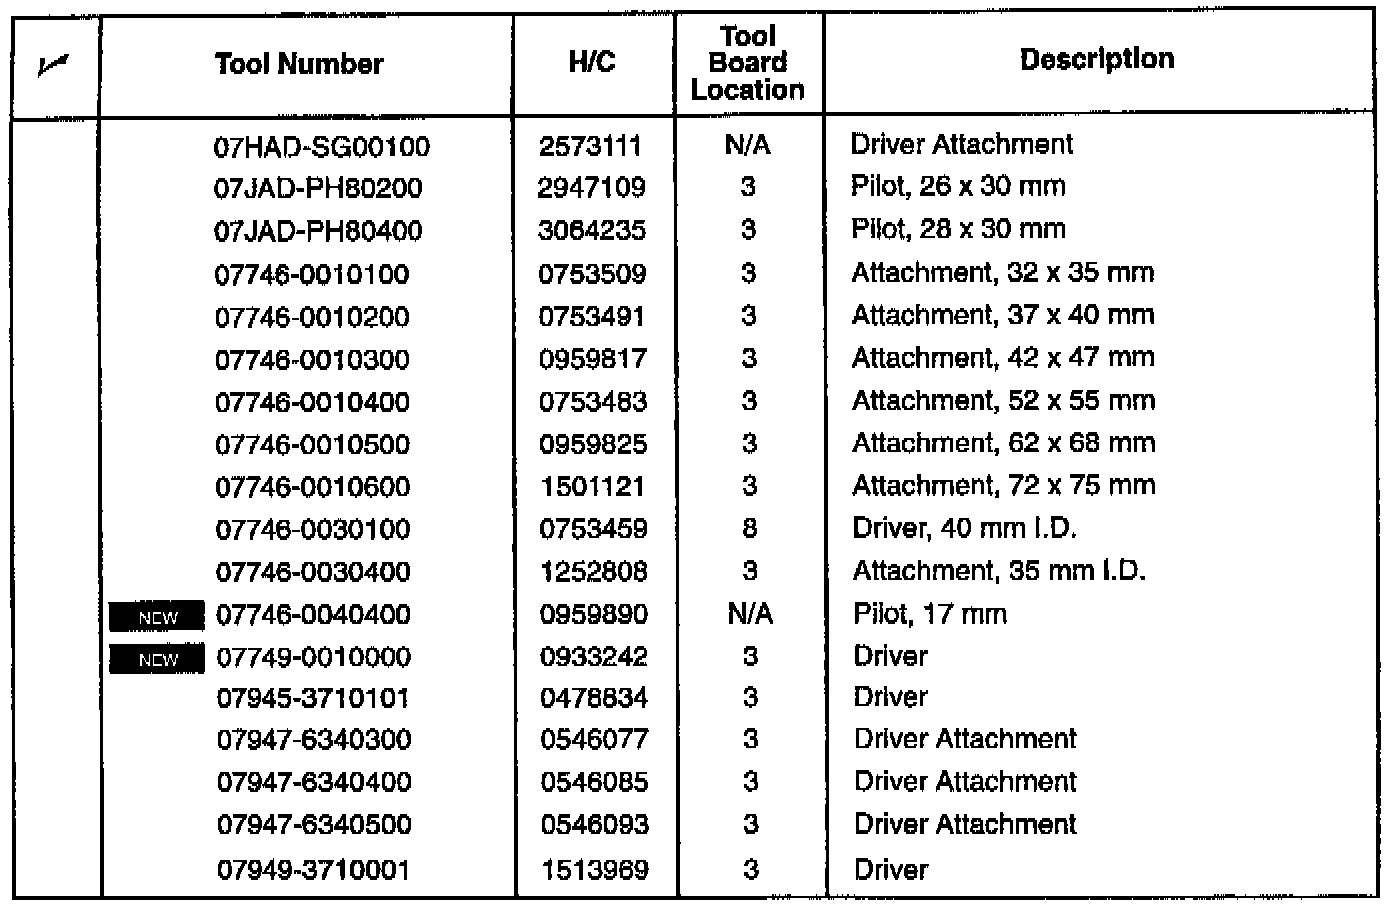 ✓ Tool Number H/C Tool Board Location Description
07HAD-SG00100 2573111 N/A Driver Attachment
07JAD-PH80200 2947109 3 Pilot, 26 x 30 mm
07JAD-PH80400 3064235 3 Pilot, 28 x 30 mm
07746-0010100 0753509 3 Attachment, 32 x 35 mm
07746-0010200 0753491 3 Attachment, 37 x 40 mm
07746-0010300 0959817 3 Attachment, 42 x 47 mm
07746-0010400 0753483 3 Attachment, 52 x 55 mm
07746-0010500 0959825 3 Attachment, 62 x 68 mm
07746-0010600 1501121 3 Attachment, 72 x 75 mm
07746-0030100 0753459 8 Driver, 40 mm I.D.
07746-0030400 1252808 3 Attachment, 35 mm I.D.
NEW 07746-0040400 0959890 N/A Pilot, 17 mm
NEW 07749-0010000 0933242 3 Driver
07945-3710101 0478834 3 Driver
07947-6340300 0546077 3 Driver Attachment
07947-6340400 0546085 3 Driver Attachment
07947-6340500 0546093 3 Driver Attachment
07949-3710001 1513969 3 Driver